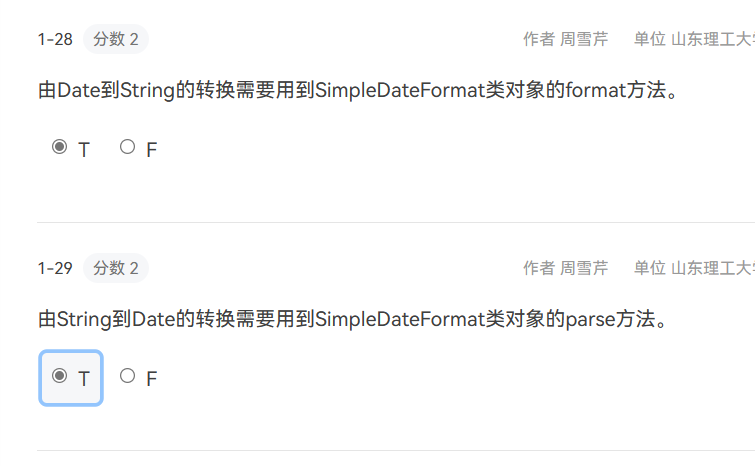 1-28 分数 2 作者 周雪芹 单位 山东理工大
由Date到String的转换需要用到SimpleDateFormat类对象的format方法。
T F
1-29 分数 2 作者 周雪芹 单位 山东理工大
由String到Date的转换需要用到SimpleDateFormat类对象的parse方法。
T F